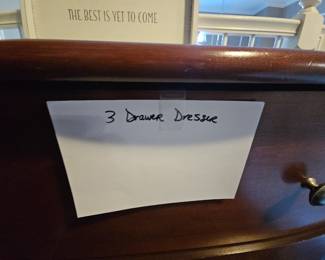 THE BEST IS YET TO COME
3 Drawer Dresser